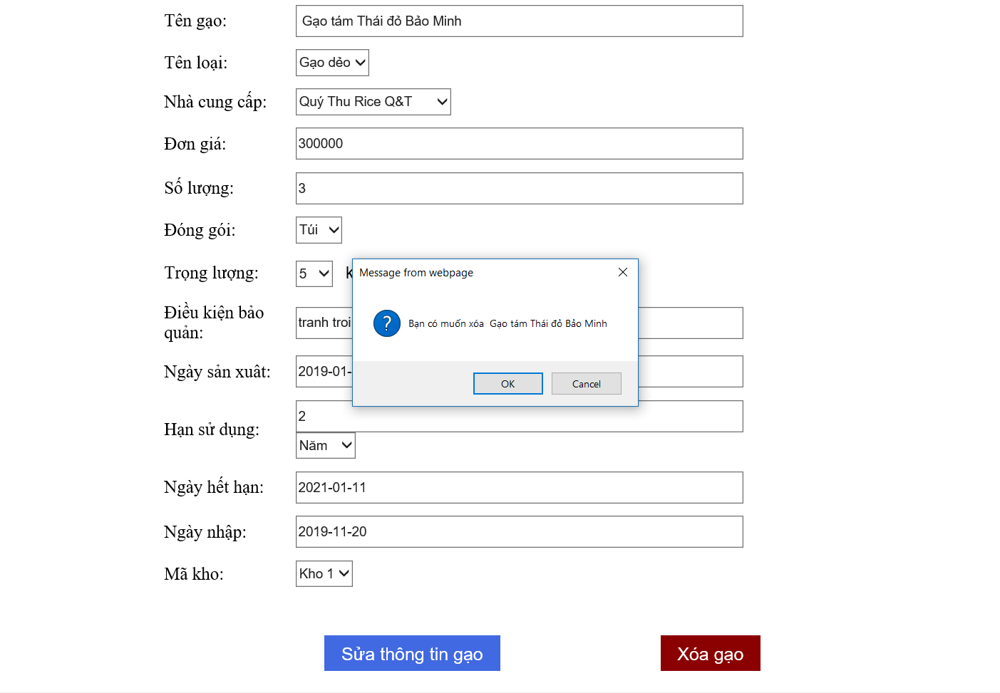 Tên gạo: Gạo tám Thái đỏ Bảo Minh
Tên loại: Gạo dẻo
Nhà cung cấp: Quý Thu Rice Q&T
Đơn giá: 300000
Số lượng: 3
Đóng gói: Túi
Trọng lượng: 5 k
Message from webpage
Bạn có muốn xóa  Gạo tám Thái đỏ Bảo Minh
OK Cancel
Điều kiện bảo
quản: tranh troi
Ngày sản xuât: 2019-01-
Hạn sử dụng: 2
Năm
Ngày hết hạn: 2021-01-11
Ngày nhập: 2019-11-20
Mã kho: Kho 1
Sửa thông tin gạo Xóa gạo